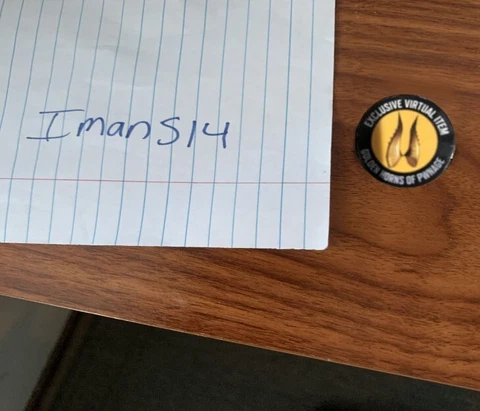 ImanS14
EXCLUSIVE VIRTUAL ITEM
GOLDEN HORNS OF PWNAGE